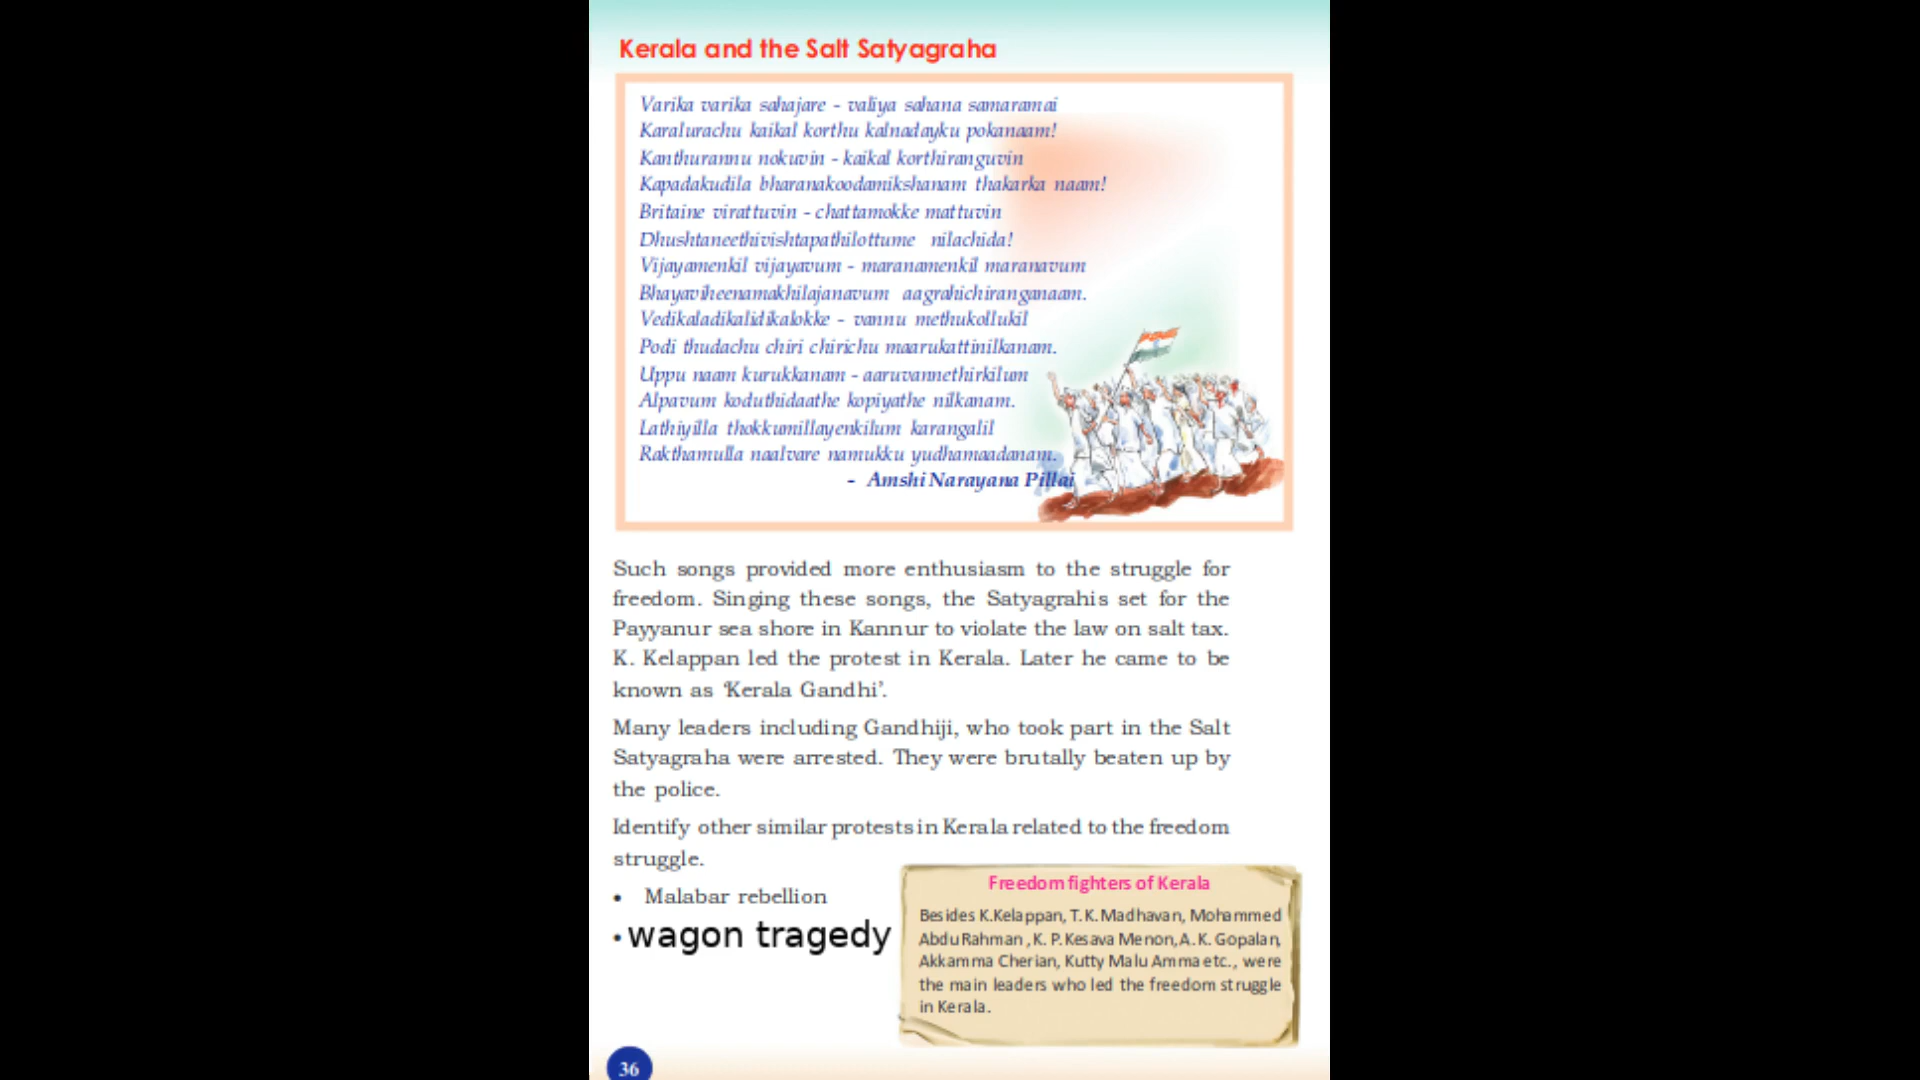 Kerala and the Salt Satyagraha
Varika varika sahajare - valiya sahana samaramai
Karalurachu kaikal korthu kalnadayku pokanaam!
Kanthurannu nokuvin - kaikal korthiranguvin
Kapadakudila bharanakoodamikshanam thakarka naam!
Britaine virattuvin - chattamokke mattuvin
Dhushtaneethivishtapathilottume nilachida!
Vijayamenkil vijayavum - maranamenkil maranavum
Bhayaviheenamakhilajanavum aagrahichiranganaam.
Vedikaladikalidikalokke - vannu methukollukil
Podi thudachu chiri chirichu maarukattinilkanam.
Uppu naam kurukkanam - aaruvannethirkilum
Alpavum koduthidaathe kopiyathe nilkanam.
Lathiyilla thokkumillayenkilum karangalil
Rakthamulla naalvare namukku yudhamaadanam.
- Amshi Narayana Pillai
Such songs provided more enthusiasm to the struggle for
freedom. Singing these songs, the Satyagrahis set for the
Payyanur sea shore in Kannur to violate the law on salt tax.
K. Kelappan led the protest in Kerala. Later he came to be
known as ‘Kerala Gandhi’.
Many leaders including Gandhiji, who took part in the Salt
Satyagraha were arrested. They were brutally beaten up by
the police.
Identify other similar protests in Kerala related to the freedom
struggle.
• Malabar rebellion
• wagon tragedy
Freedom fighters of Kerala
Besides K.Kelappan, T.K.Madhavan, Mohammed
Abdu Rahman , K. P. Kesava Menon, A. K. Gopalan,
Akkamma Cherian, Kutty Malu Amma etc., were
the main leaders who led the freedom struggle
in Kerala.
36